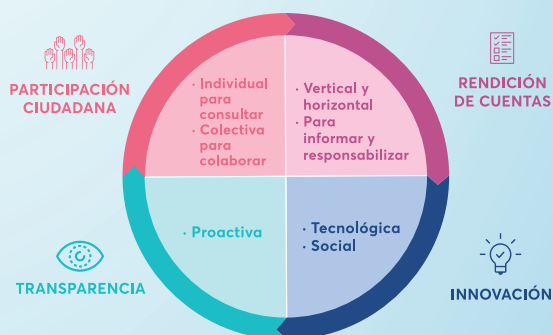 PARTICIPACIÓN
CIUDADANA
· Individual
para
consultar
· Colectiva
para
colaborar
· Vertical y
horizontal
· Para
informar y
responsabilizar
RENDICIÓN
DE CUENTAS
TRANSPARENCIA
· Proactiva
· Tecnológica
· Social
INNOVACIÓN